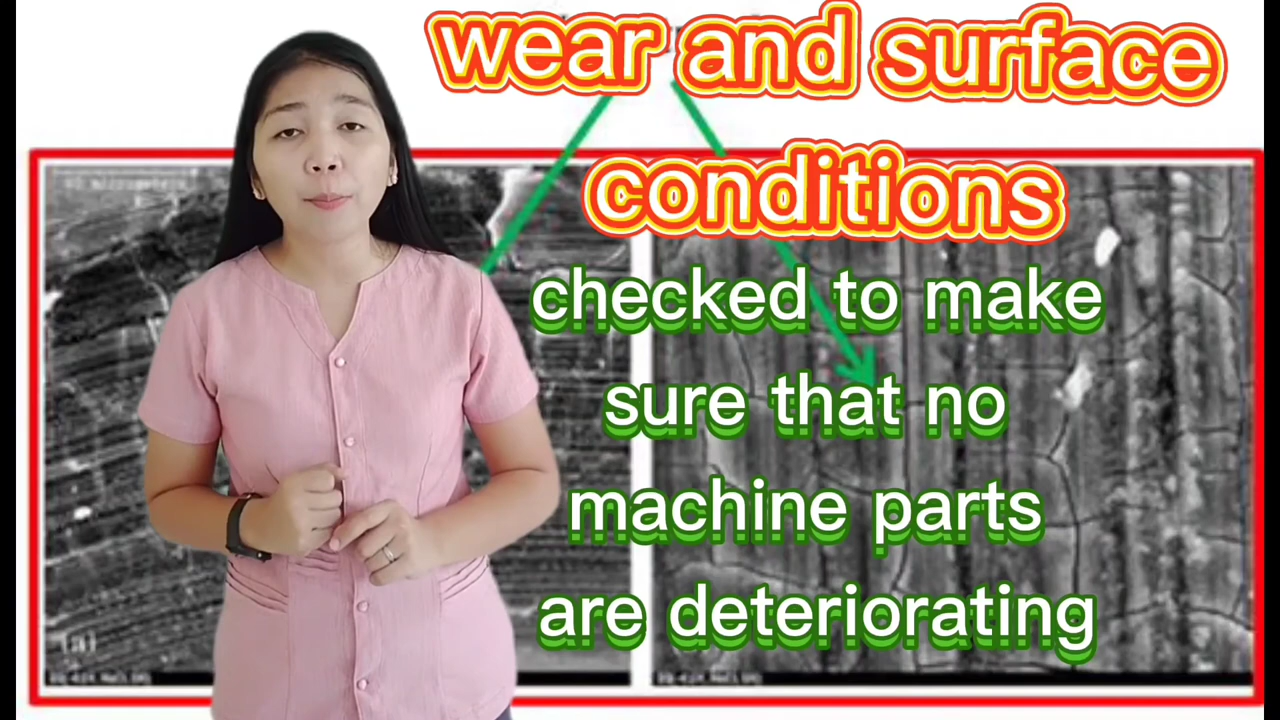 wear and surface
conditions
checked to make
sure that no
machine parts
are deteriorating
(a)